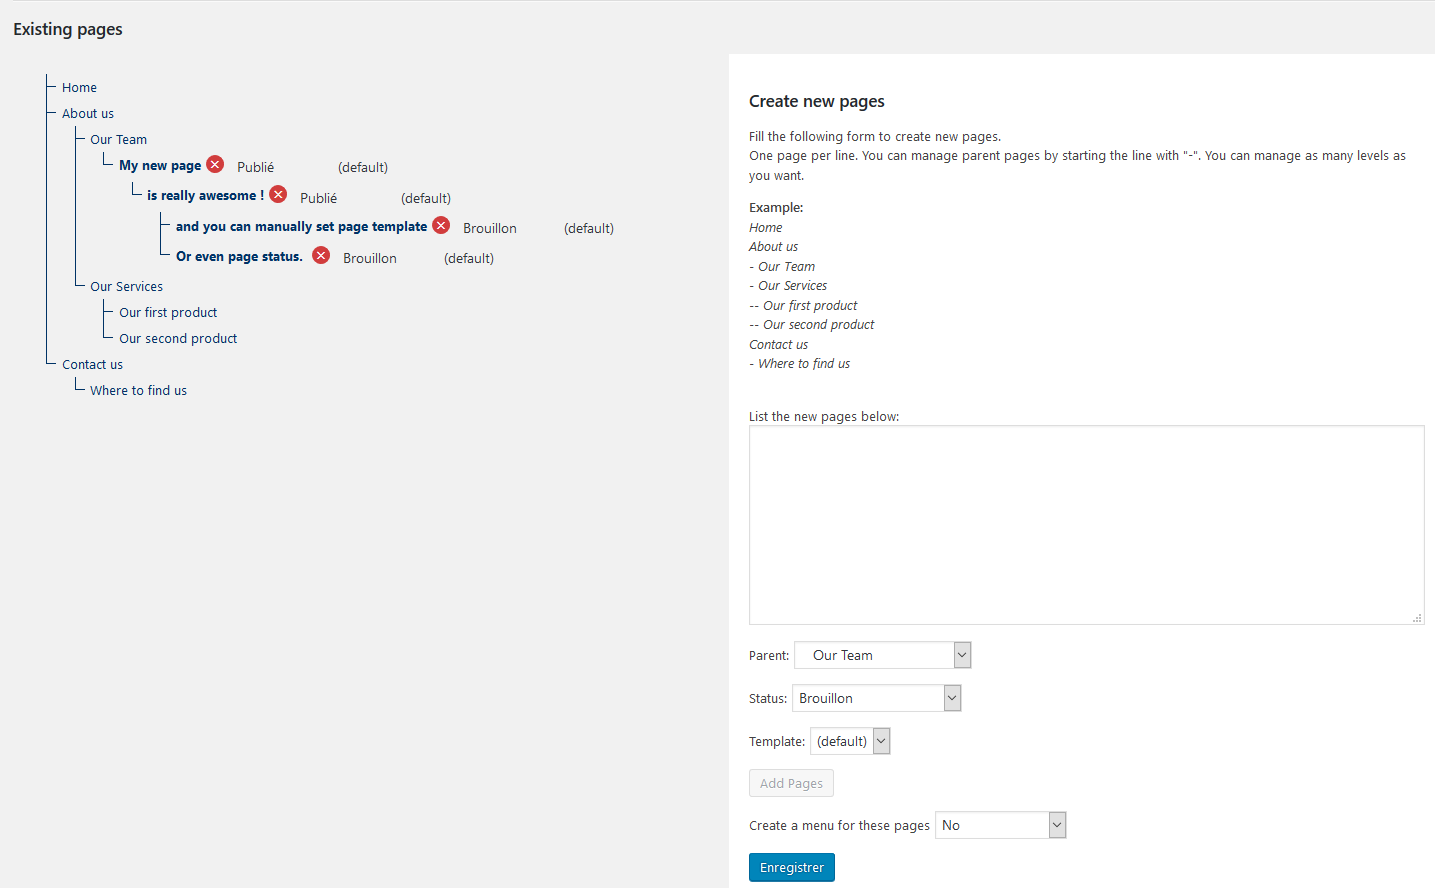 Existing pages
Home
About us
Our Team
My new page Publié (default)
is really awesome ! Publié (default)
and you can manually set page template Brouillon (default)
Or even page status. Brouillon (default)
Our Services
Our first product
Our second product
Contact us
Where to find us
Create new pages
Fill the following form to create new pages.
One page per line. You can manage parent pages by starting the line with "-". You can manage as many levels as
you want.
Example:
Home
About us
- Our Team
- Our Services
-- Our first product
-- Our second product
Contact us
- Where to find us
List the new pages below:
Parent: Our Team
Status: Brouillon
Template: (default)
Add Pages
Create a menu for these pages No
Enregistrer